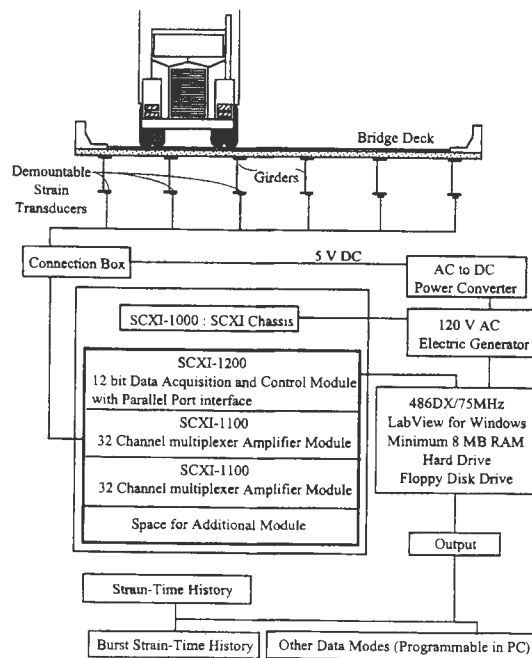 Bridge Deck
Demountable
Strain
Transducers
Girders
Connection Box
5 V DC
AC to DC
Power Converter
SCXI-1000 : SCXI Chassis
120 V AC
Electric Generator
SCXI-1200
12 bit Data Acquisition and Control Module
with Parallel Port interface
SCXI-1100
32 Channel multiplexer Amplifier Module
SCXI-1100
32 Channel multiplexer Amplifier Module
Space for Additional Module
486DX/75MHz
LabView for Windows
Minimum 8 MB RAM
Hard Drive
Floppy Disk Drive
Output
Strain-Time History
Burst Strain-Time History
Other Data Modes (Programmable in PC)